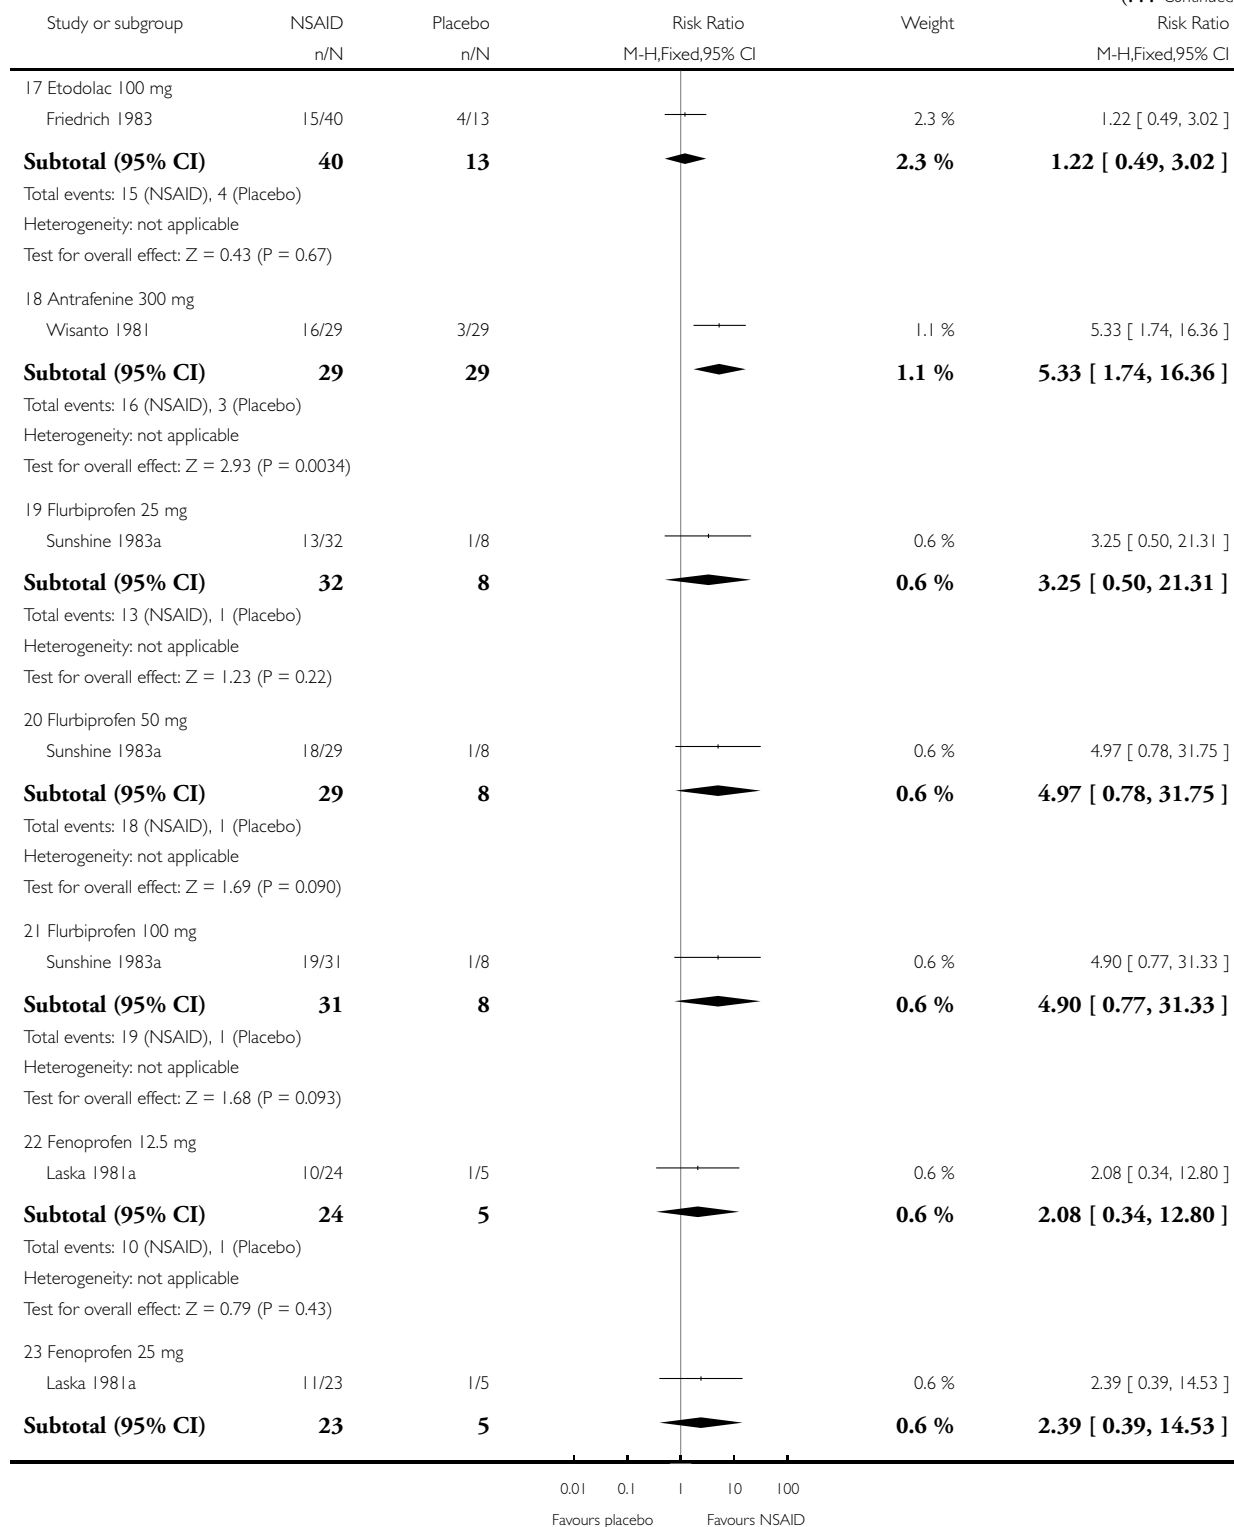 Continued
Study or subgroup NSAID Placebo Risk Ratio Weight Risk Ratio
n/N n/N M-H,Fixed,95% CI M-H,Fixed,95% CI
17 Etodolac 100 mg
Friedrich 1983 15/40 4/13 2.3 % 1.22 [ 0.49, 3.02 ]
Subtotal (95% CI) 40 13 2.3 % 1.22 [ 0.49, 3.02 ]
Total events: 15 (NSAID), 4 (Placebo)
Heterogeneity: not applicable
Test for overall effect: Z = 0.43 (P = 0.67)
18 Antrafenine 300 mg
Wisanto 1981 16/29 3/29 1.1 % 5.33 [ 1.74, 16.36 ]
Subtotal (95% CI) 29 29 1.1 % 5.33 [ 1.74, 16.36 ]
Total events: 16 (NSAID), 3 (Placebo)
Heterogeneity: not applicable
Test for overall effect: Z = 2.93 (P = 0.0034)
19 Flurbiprofen 25 mg
Sunshine 1983a 13/32 1/8 0.6 % 3.25 [ 0.50, 21.31 ]
Subtotal (95% CI) 32 8 0.6 % 3.25 [ 0.50, 21.31 ]
Total events: 13 (NSAID), 1 (Placebo)
Heterogeneity: not applicable
Test for overall effect: Z = 1.23 (P = 0.22)
20 Flurbiprofen 50 mg
Sunshine 1983a 18/29 1/8 0.6 % 4.97 [ 0.78, 31.75 ]
Subtotal (95% CI) 29 8 0.6 % 4.97 [ 0.78, 31.75 ]
Total events: 18 (NSAID), 1 (Placebo)
Heterogeneity: not applicable
Test for overall effect: Z = 1.69 (P = 0.090)
21 Flurbiprofen 100 mg
Sunshine 1983a 19/31 1/8 0.6 % 4.90 [ 0.77, 31.33 ]
Subtotal (95% CI) 31 8 0.6 % 4.90 [ 0.77, 31.33 ]
Total events: 19 (NSAID), 1 (Placebo)
Heterogeneity: not applicable
Test for overall effect: Z = 1.68 (P = 0.093)
22 Fenoprofen 12.5 mg
Laska 1981a 10/24 1/5 0.6 % 2.08 [ 0.34, 12.80 ]
Subtotal (95% CI) 24 5 0.6 % 2.08 [ 0.34, 12.80 ]
Total events: 10 (NSAID), 1 (Placebo)
Heterogeneity: not applicable
Test for overall effect: Z = 0.79 (P = 0.43)
23 Fenoprofen 25 mg
Laska 1981a 11/23 1/5 0.6 % 2.39 [ 0.39, 14.53 ]
Subtotal (95% CI) 23 5 0.6 % 2.39 [ 0.39, 14.53 ]
0.01 0.1 1 10 100
Favours placebo Favours NSAID